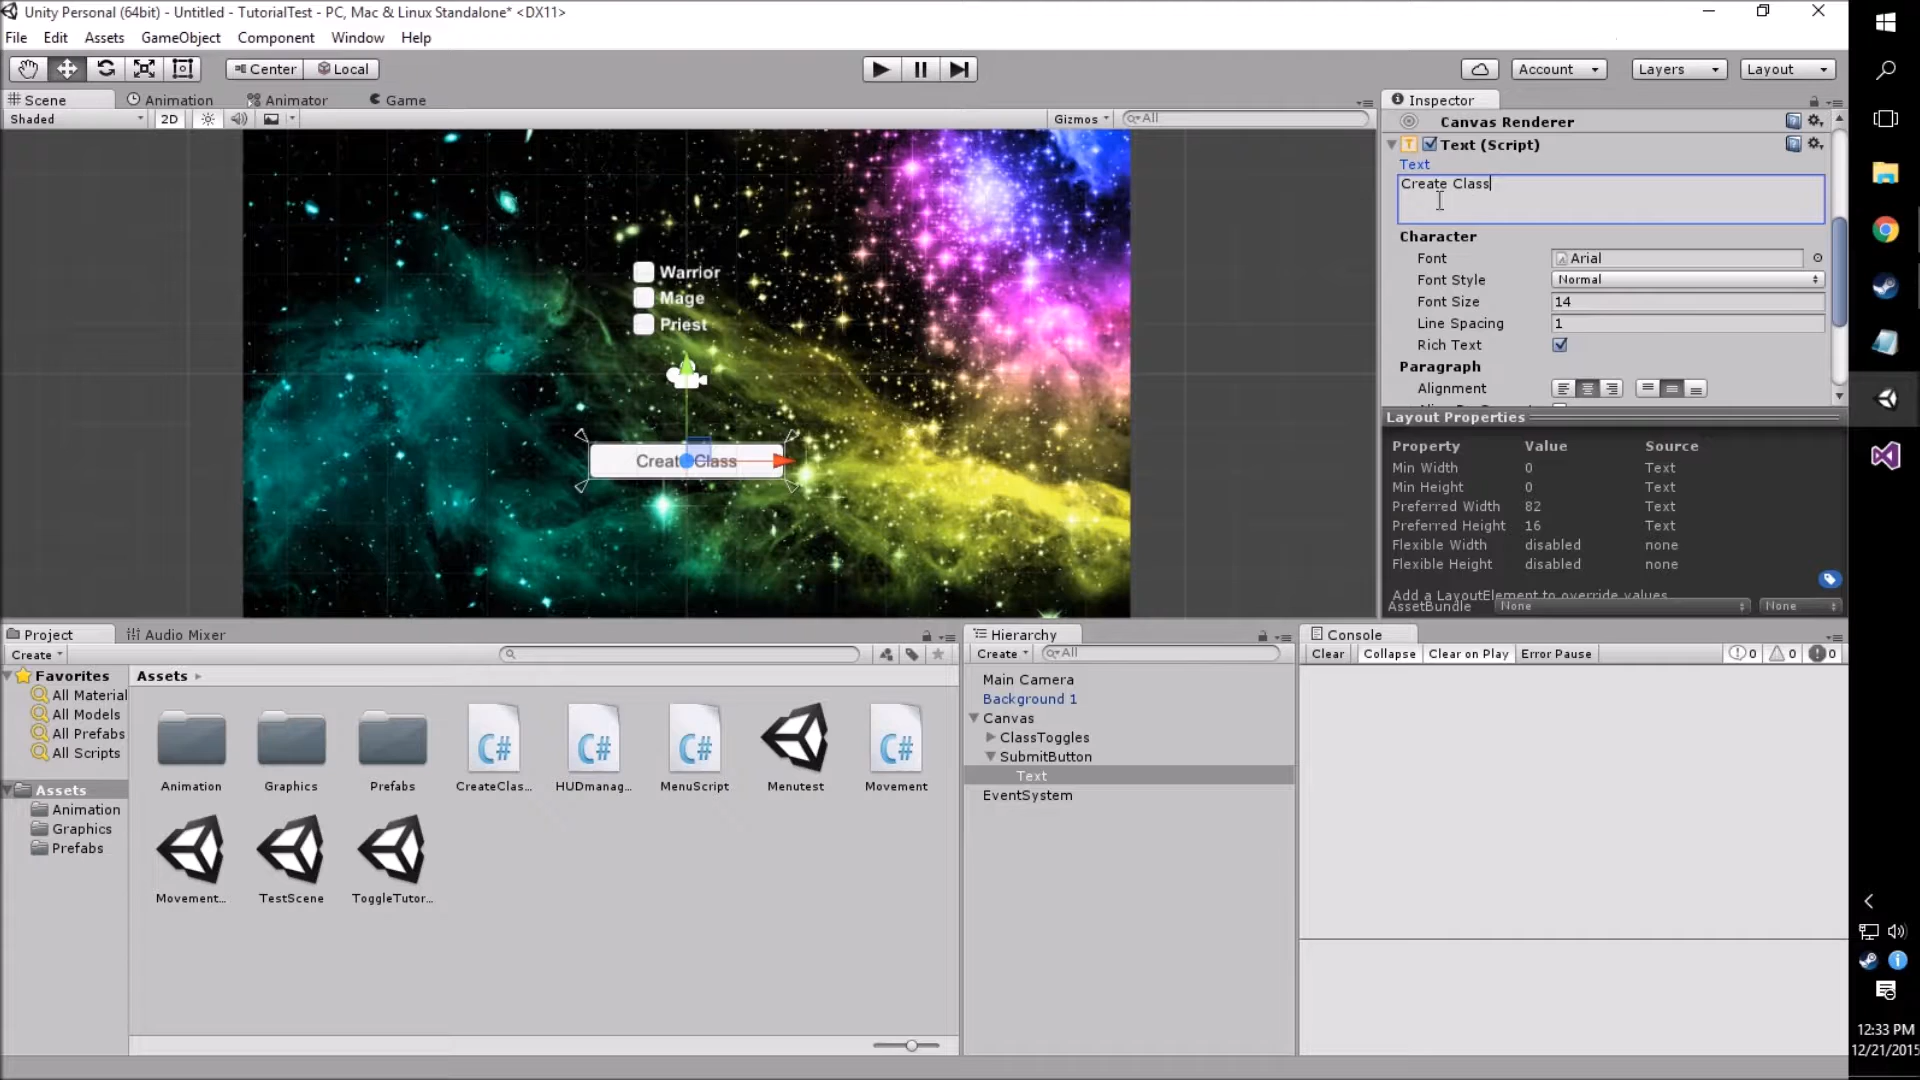 Unity Personal (64bit) - Untitled - TutorialTest - PC, Mac & Linux Standalone* <DX11>
File Edit Assets GameObject Component Window Help
Center Local
Account Layers Layout
Scene Animation Animator Game
Shaded 2D Gizmos All
Warrior
Mage
Priest
Create Class
Inspector
Canvas Renderer
Text (Script)
Text
Create Class
Character
Font Arial
Font Style Normal
Font Size 14
Line Spacing 1
Rich Text
Paragraph
Alignment
Layout Properties
Property Value Source
Min Width 0 Text
Min Height 0 Text
Preferred Width 82 Text
Preferred Height 16 Text
Flexible Width disabled none
Flexible Height disabled none
Add a LayoutElement to override values
AssetBundle None None
Project Audio Mixer
Create
Favorites
All Material
All Models
All Prefabs
All Scripts
Assets
Animation
Graphics
Prefabs
Assets
Animation Graphics Prefabs CreateClas... HUDmanag... MenuScript Menutest Movement
Movement... TestScene ToggleTutor...
Hierarchy
Create All
Main Camera
Background 1
Canvas
ClassToggles
SubmitButton
Text
EventSystem
Console
Clear Collapse Clear on Play Error Pause 0 0 0
12:33 PM
12/21/2015